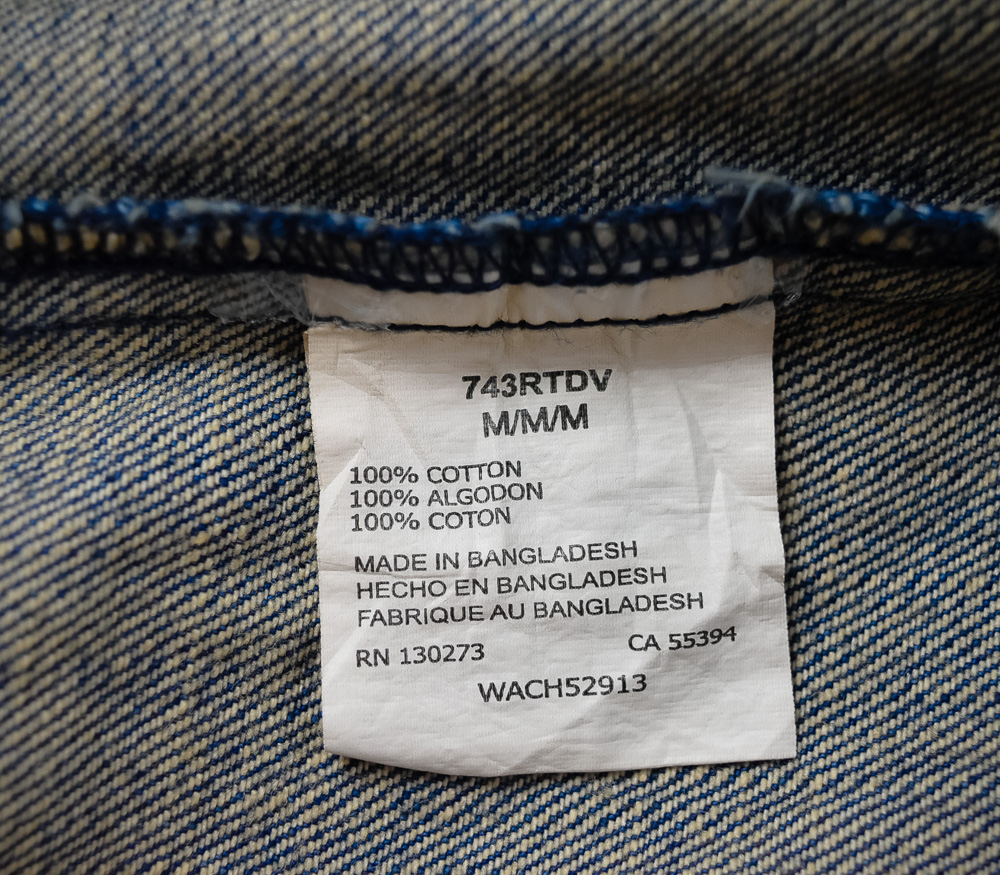 743RTDV
M/M/M
100% COTTON
100% ALGODON
100% COTON
MADE IN BANGLADESH
HECHO EN BANGLADESH
FABRIQUE AU BANGLADESH
RN 130273 CA 55394
WACH52913